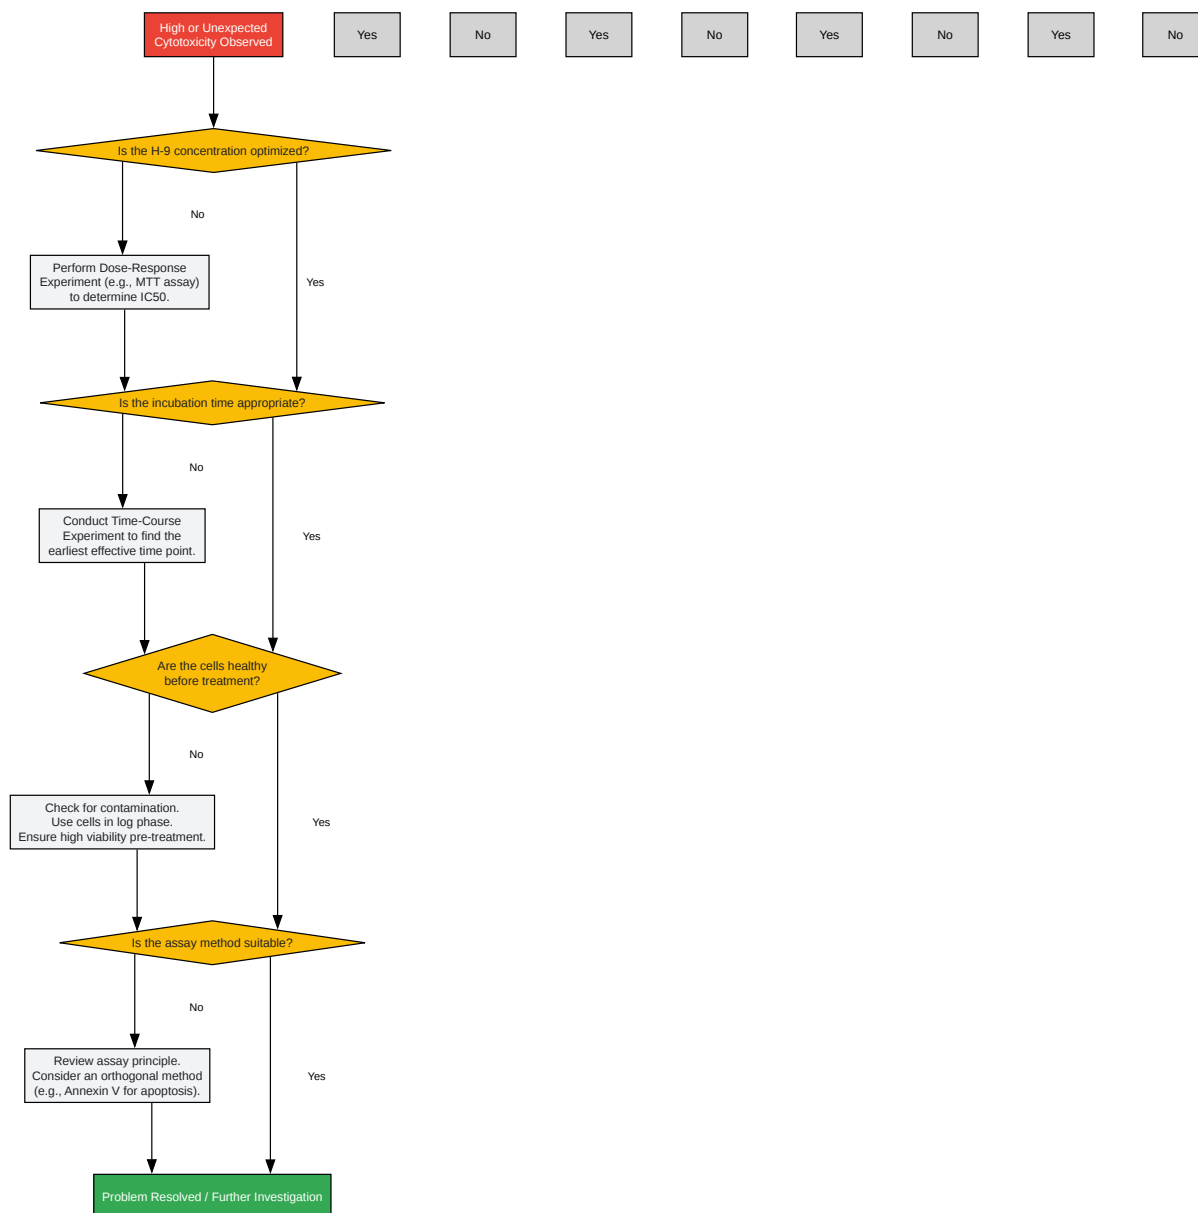 High or Unexpected
Cytotoxicity Observed
Yes
No
Yes
No
Yes
No
Yes
No
Is the H-9 concentration optimized?
No
Perform Dose-Response
Experiment (e.g., MTT assay)
to determine IC50.
Yes
Is the incubation time appropriate?
No
Conduct Time-Course
Experiment to find the
earliest effective time point.
Yes
Are the cells healthy
before treatment?
No
Check for contamination.
Use cells in log phase.
Ensure high viability pre-treatment.
Yes
Is the assay method suitable?
No
Review assay principle.
Consider an orthogonal method
(e.g., Annexin V for apoptosis).
Yes
Problem Resolved / Further Investigation